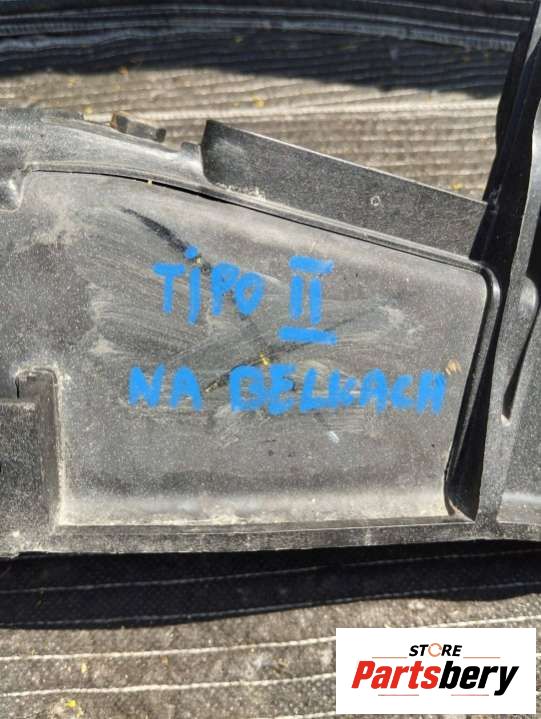 TiPO II
NA BELKACH
STORE
Partsbery